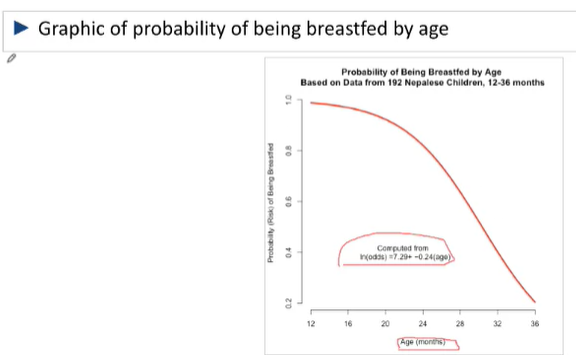 Graphic of probability of being breastfed by age
Probability of Being Breastfed by Age
Based on Data from 192 Nepalese Children, 12-36 months
Probability (Risk) of Being Breastfed
1.0
0.8
0.6
0.4
0.2
Computed from
ln(odds) =7.29+ -0.24(age)
12 16 20 24 28 32 36
Age (months)